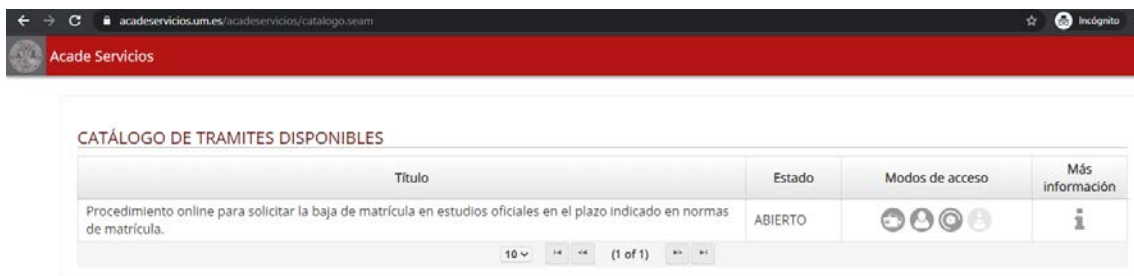 acadeservicios.um.es/acadeservicios/catalogo.seam
Incógnito
Acade Servicios
CATÁLOGO DE TRAMITES DISPONIBLES
Título
Estado
Modos de acceso
Más
información
Procedimiento online para solicitar la baja de matrícula en estudios oficiales en el plazo indicado en normas
de matrícula.
ABIERTO
10
(1 of 1)